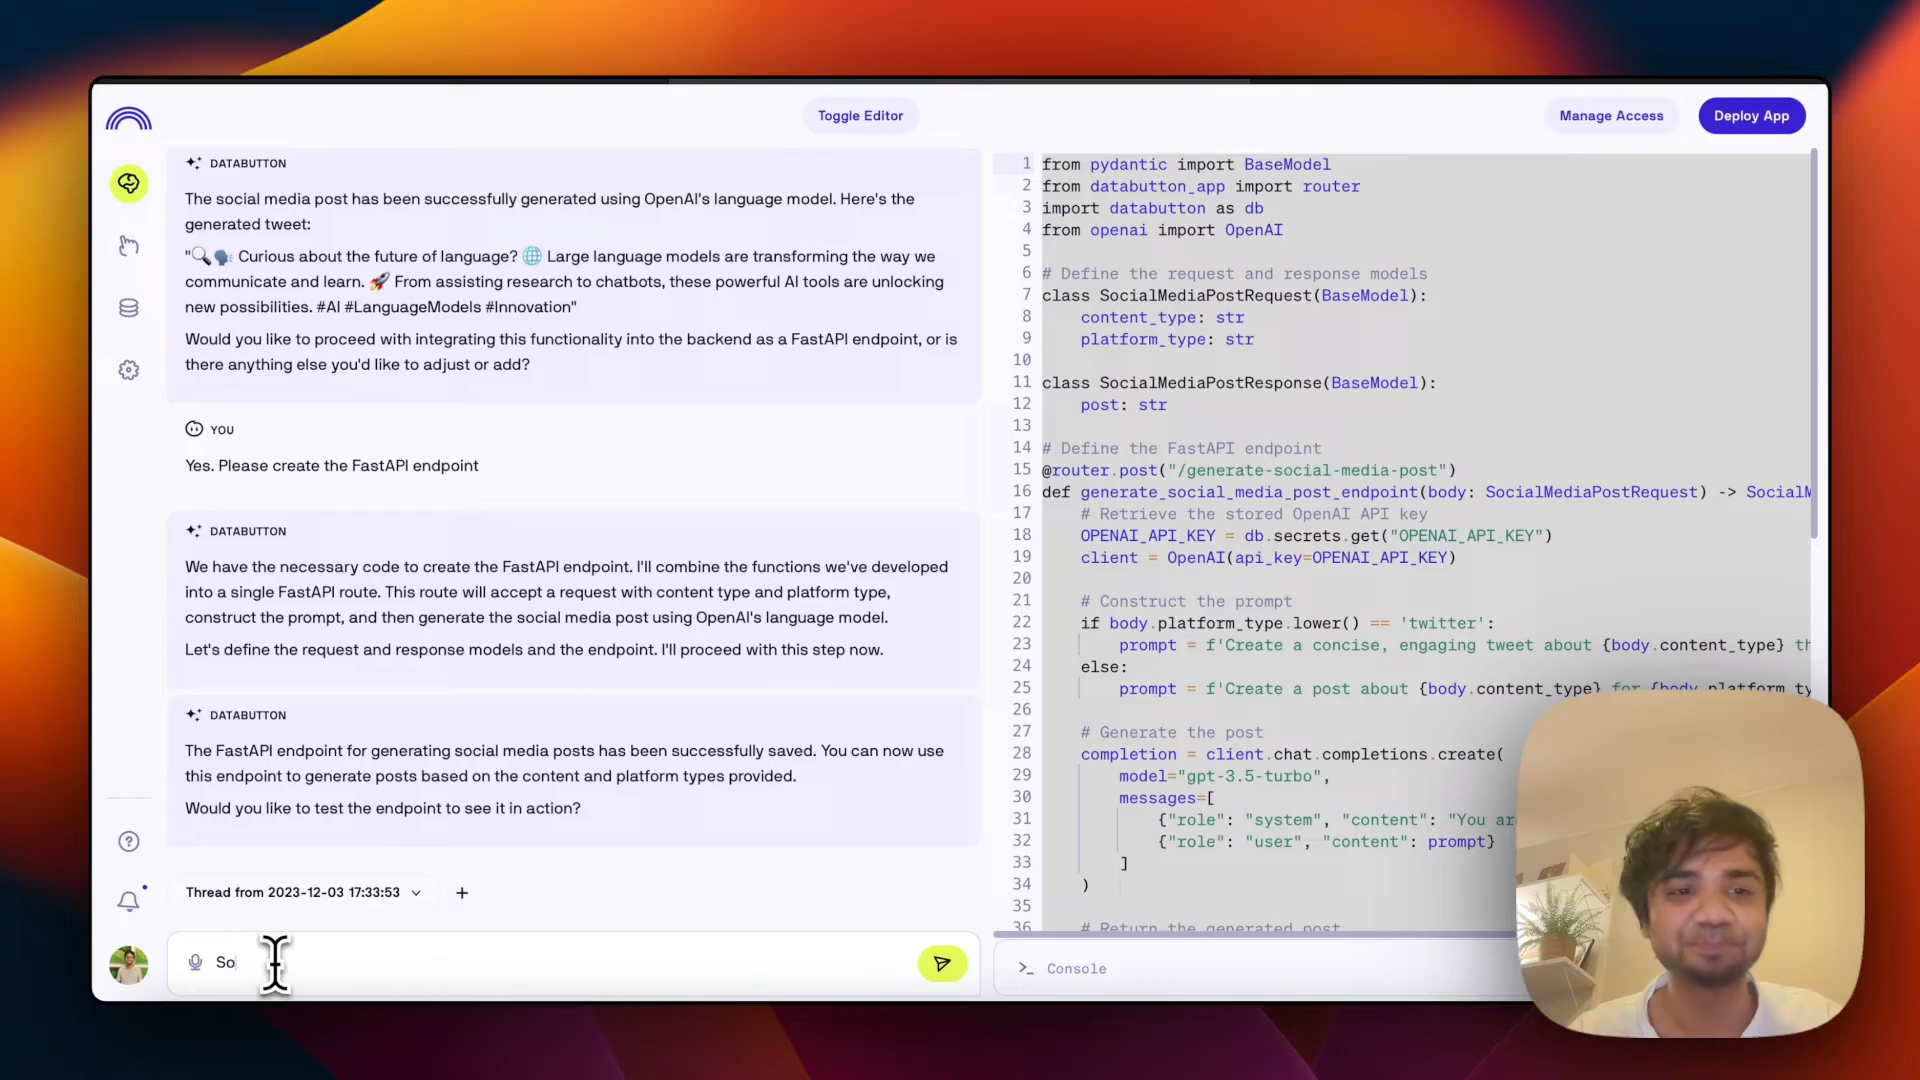 Toggle Editor
Manage Access
Deploy App
DATABUTTON
The social media post has been successfully generated using OpenAI's language model. Here's the
generated tweet:
"🔍🗣️ Curious about the future of language? 🌐 Large language models are transforming the way we
communicate and learn. 🚀 From assisting research to chatbots, these powerful AI tools are unlocking
new possibilities. #AI #LanguageModels #Innovation"
Would you like to proceed with integrating this functionality into the backend as a FastAPI endpoint, or is
there anything else you'd like to adjust or add?
YOU
Yes. Please create the FastAPI endpoint
DATABUTTON
We have the necessary code to create the FastAPI endpoint. I'll combine the functions we've developed
into a single FastAPI route. This route will accept a request with content type and platform type,
construct the prompt, and then generate the social media post using OpenAI's language model.
Let's define the request and response models and the endpoint. I'll proceed with this step now.
DATABUTTON
The FastAPI endpoint for generating social media posts has been successfully saved. You can now use
this endpoint to generate posts based on the content and platform types provided.
Would you like to test the endpoint to see it in action?
Thread from 2023-12-03 17:33:53
So
1 from pydantic import BaseModel
2 from databutton_app import router
3 import databutton as db
4 from openai import OpenAI
5
6 # Define the request and response models
7 class SocialMediaPostRequest(BaseModel):
8 content_type: str
9 platform_type: str
10
11 class SocialMediaPostResponse(BaseModel):
12 post: str
13
14 # Define the FastAPI endpoint
15 @router.post("/generate-social-media-post")
16 def generate_social_media_post_endpoint(body: SocialMediaPostRequest) -> SocialM
17 # Retrieve the stored OpenAI API key
18 OPENAI_API_KEY = db.secrets.get("OPENAI_API_KEY")
19 client = OpenAI(api_key=OPENAI_API_KEY)
20
21 # Construct the prompt
22 if body.platform_type.lower() == 'twitter':
23 prompt = f'Create a concise, engaging tweet about {body.content_type} th
24 else:
25 prompt = f'Create a post about {body.content_type} for {body.platform_ty
26
27 # Generate the post
28 completion = client.chat.completions.create(
29 model="gpt-3.5-turbo",
30 messages=[
31 {"role": "system", "content": "You ar
32 {"role": "user", "content": prompt}
33 ]
34 )
35
36 # Return the generated post
Console